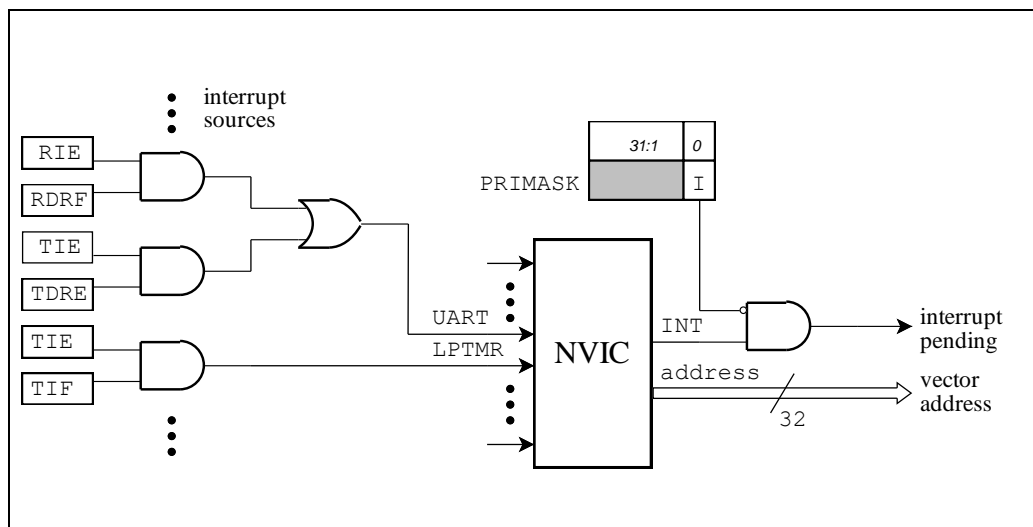 interrupt
sources
RIE
RDRF
TIE
TDRE
TIE
TIF
31:1 0
PRIMASK I
UART
LPTMR
NVIC
INT
address
32
interrupt
pending
vector
address